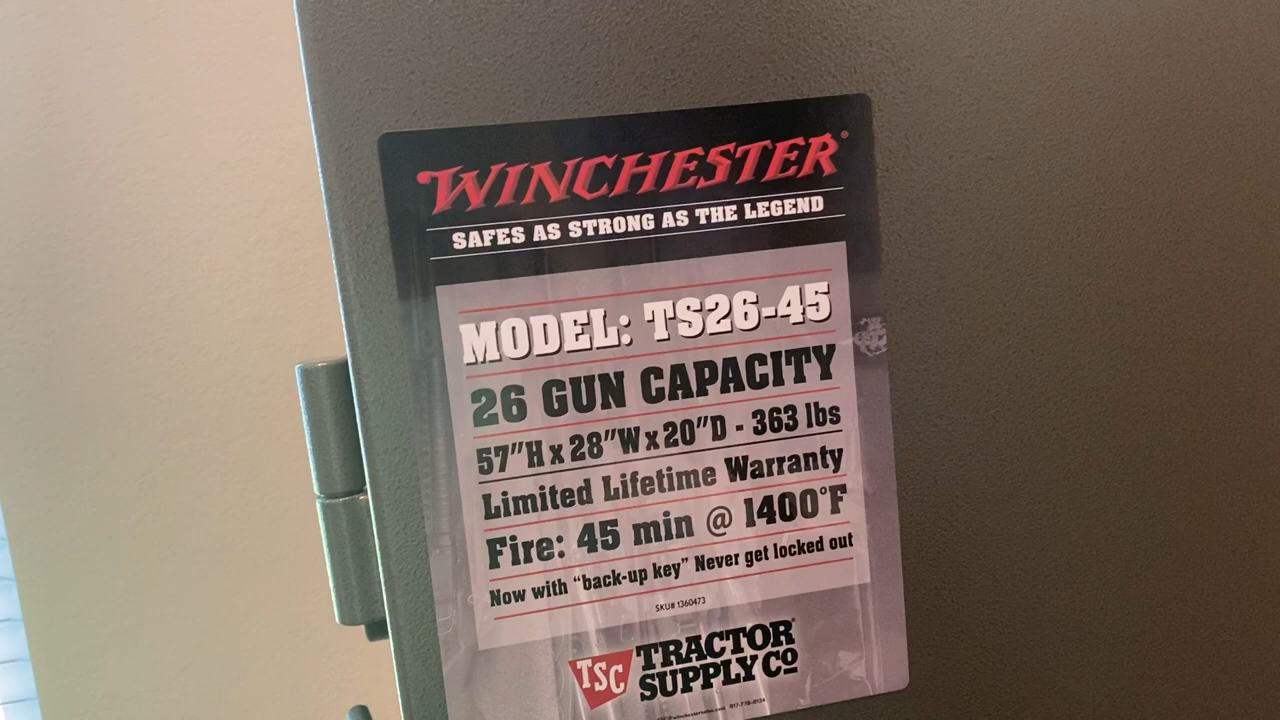 WINCHESTER®
SAFES AS STRONG AS THE LEGEND
MODEL: TS26-45
26 GUN CAPACITY
57"H x 28"W x 20"D - 363 lbs
Limited Lifetime Warranty
Fire: 45 min @ 1400°F
Now with “back-up key” Never get locked out
SKU# 1360473
TSC TRACTOR
SUPPLY Co